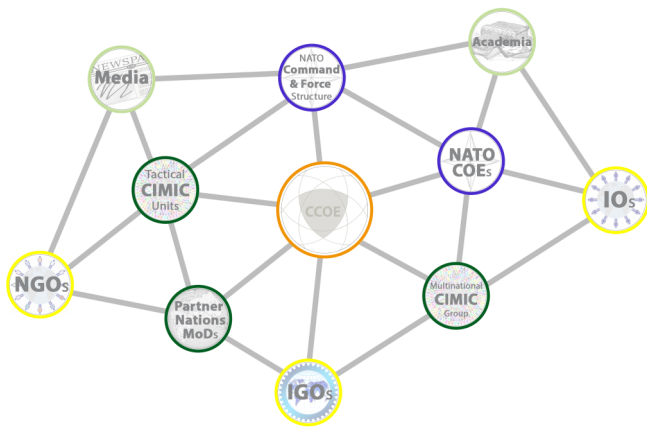 NEWSPA
Media
NATO
Command
& Force
Structure
Academia
Tactical
CIMIC
Units
NATO
COEs
CCOE
IOs
NGOs
Partner
Nations
MoDs
Multinational
CIMIC
Group
IGOs